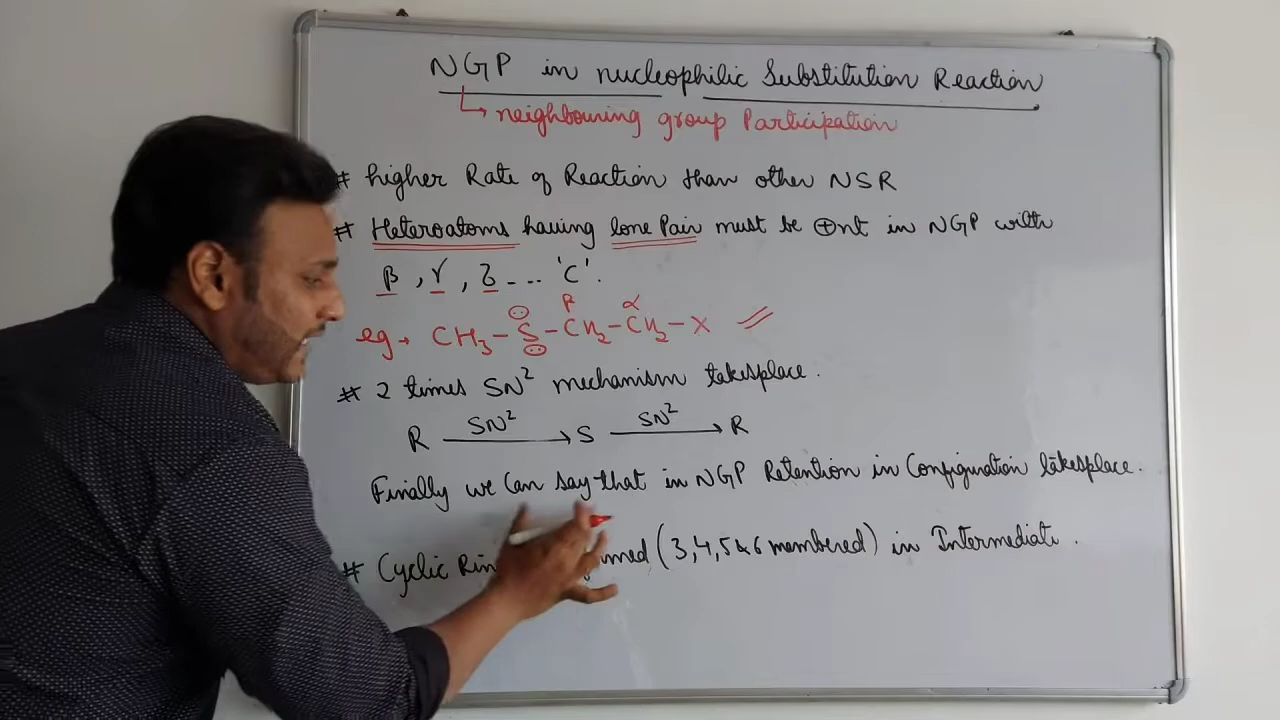 NGP in nucleophilic Substitution Reaction
↳ neighbouring group Participation
# higher Rate of Reaction than other NSR
# Heteroatoms having lone Pair must be ⊕nt in NGP with
β, γ, δ --- 'C'.
eg → CH3-S-CH2-CH2-X
β α
# 2 times SN2 mechanism takesplace.
R SN2→ S SN2→ R
Finally we can say that in NGP Retention in Configuration takesplace.
# Cyclic (3,4,5 & 6 membered) in Intermediate.